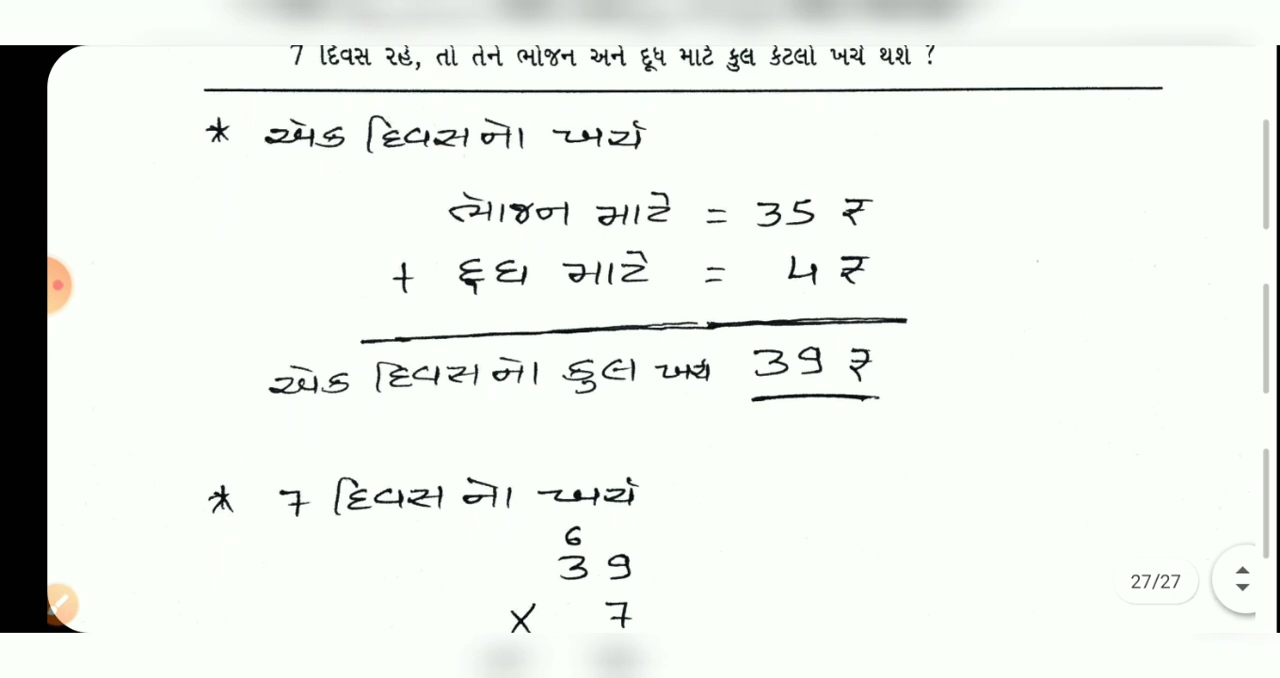 7 દિવસ રહે, તો તેને ભોજન અને દૂધ માટે કુલ કેટલો ખર્ચ થશે ?
* એક દિવસનો ખર્ચ
ભોજન માટે = 35 ₹
+ દૂધ માટે = 4 ₹
એક દિવસનો કુલ ખર્ચ 39 ₹
* 7 દિવસનો ખર્ચ
6
39
× 7
27/27